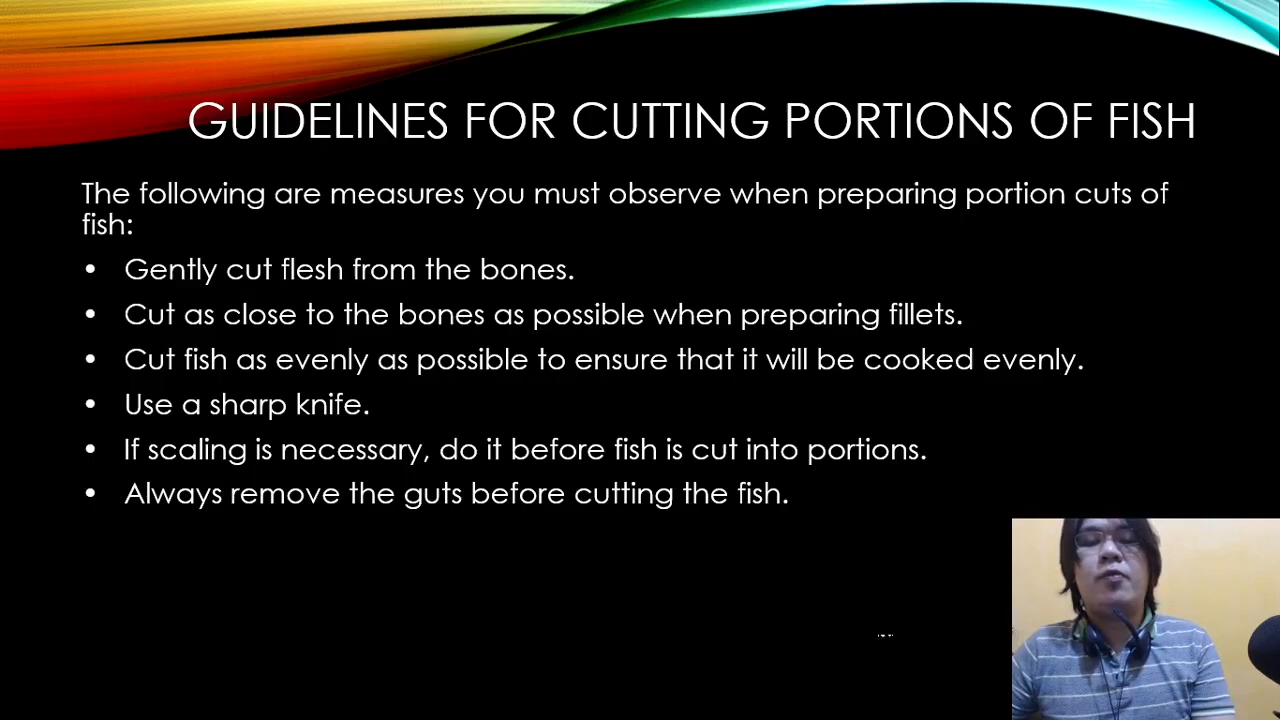 GUIDELINES FOR CUTTING PORTIONS OF FISH
The following are measures you must observe when preparing portion cuts of
fish:
• Gently cut flesh from the bones.
• Cut as close to the bones as possible when preparing fillets.
• Cut fish as evenly as possible to ensure that it will be cooked evenly.
• Use a sharp knife.
• If scaling is necessary, do it before fish is cut into portions.
• Always remove the guts before cutting the fish.